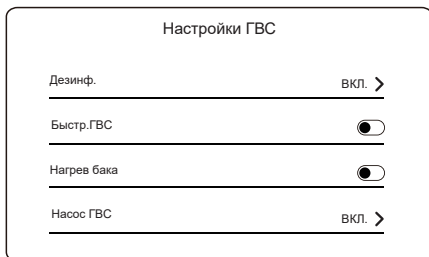 Настройки ГВС
Дезинф.
ВКЛ.
Быстр.ГВС
Нагрев бака
Насос ГВС
ВКЛ.